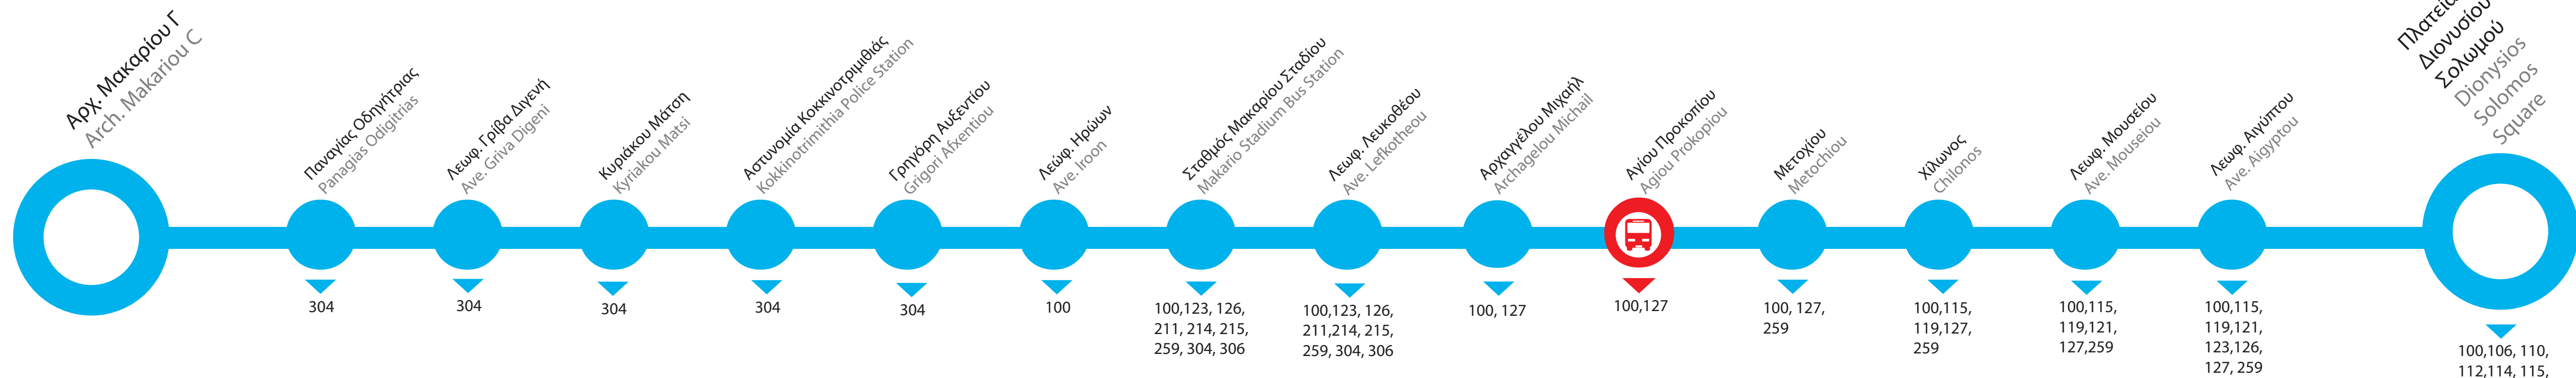 Αρχ. Μακαρίου Γ
Arch. Makariou C
Παναγίας Οδηγήτριας
Panagias Odigitrias
304
Λεωφ. Γρίβα Διγενή
Ave. Griva Digeni
304
Κυριάκου Μάτση
Kyriakou Matsi
304
Αστυνομία Κοκκινοτριμιθιάς
Kokkinotrimithia Police Station
304
Γρηγόρη Αυξεντίου
Grigori Afxentiou
304
Λεώφ. Ηρώων
Ave. Iroon
100
Σταθμός Μακαρίου Σταδίου
Makario Stadium Bus Station
100,123, 126,
211, 214, 215,
259, 304, 306
Λεωφ. Λευκοθέου
Ave. Lefkotheou
100,123, 126,
211,214, 215,
259, 304, 306
Αρχαγγέλου Μιχαήλ
Archagelou Michail
100, 127
Αγίου Προκοπίου
Agiou Prokopiou
100,127
Μετοχίου
Metochiou
100, 127,
259
Χίλωνος
Chilonos
100,115,
119,127,
259
Λεωφ. Μουσείου
Ave. Mouseiou
100,115,
119,121,
127,259
Λεωφ. Αιγύπτου
Ave. Aigyptou
100,115,
119,121,
123,126,
127, 259
Πλατεία
Διονυσίου
Σολωμού
Dionysios
Solomos
Square
100,106, 110,
112,114, 115,